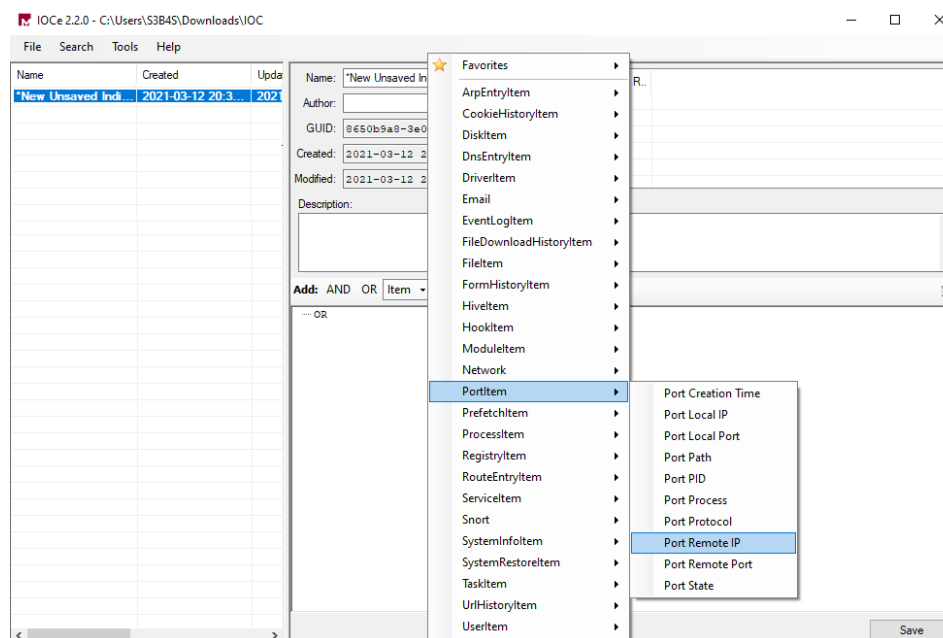 IOCe 2.2.0 - C:\Users\S3B4S\Downloads\IOC
File Search Tools Help
Name Created Updat
*New Unsaved Indi... 2021-03-12 20:3... 2021
Name: *New Unsaved In
Author:
GUID: 8650b9a8-3e0
Created: 2021-03-12 2
Modified: 2021-03-12 2
Description:
R..
Add: AND OR Item
OR
Favorites
ArpEntryItem
CookieHistoryItem
DiskItem
DnsEntryItem
DriverItem
Email
EventLogItem
FileDownloadHistoryItem
FileItem
FormHistoryItem
HiveItem
HookItem
ModuleItem
Network
PortItem
PrefetchItem
ProcessItem
RegistryItem
RouteEntryItem
ServiceItem
Snort
SystemInfoItem
SystemRestoreItem
TaskItem
UrlHistoryItem
UserItem
Port Creation Time
Port Local IP
Port Local Port
Port Path
Port PID
Port Process
Port Protocol
Port Remote IP
Port Remote Port
Port State
Save